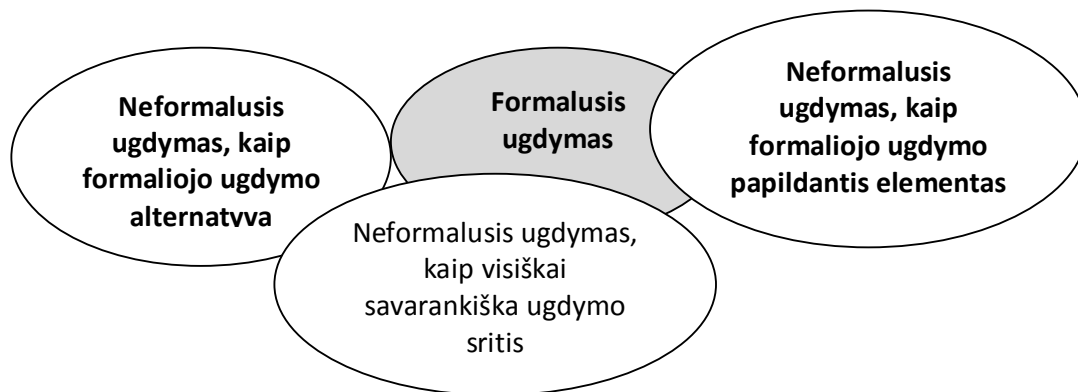 Neformalusis
ugdymas, kaip
formaliojo ugdymo
alternatyva
Formalusis
ugdymas
Neformalusis
ugdymas, kaip
formaliojo ugdymo
papildantis elementas
Neformalusis ugdymas,
kaip visiškai
savarankiška ugdymo
sritis